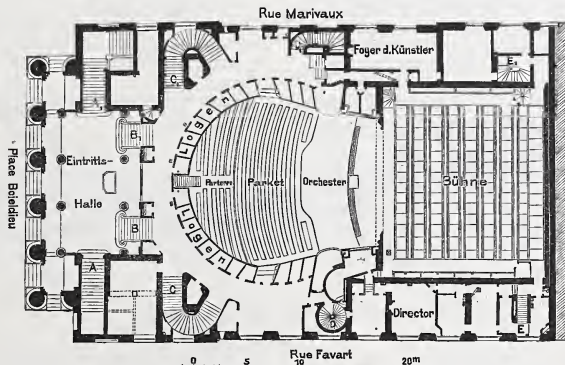 Rue Marivaux
Foyer d. Künstler
E.
C.
A.
B.
Logen
Place Boieldieu
Eintritts-
Halle
Parterre
Parket
Orchester
Bühne
B
Logen
A
C
D
Director
E.
Rue Favart
0 5 10 20m